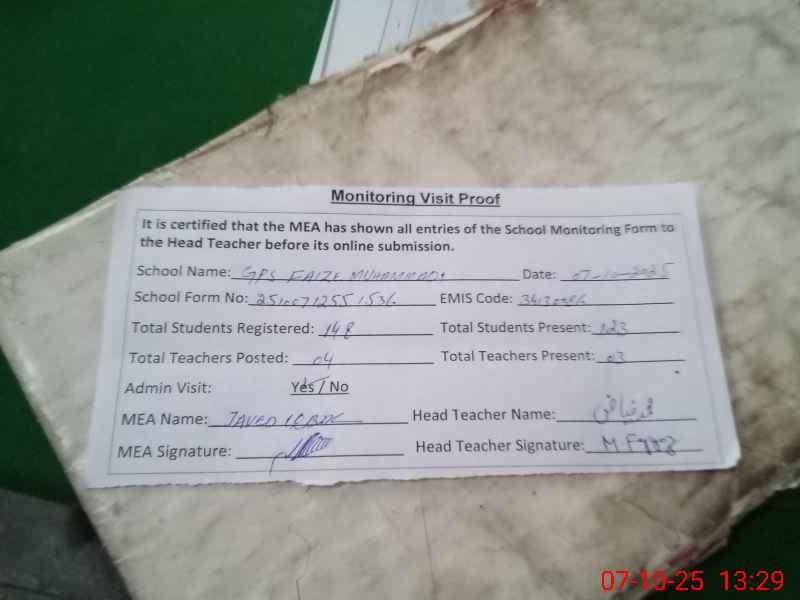 Monitoring Visit Proof
It is certified that the MEA has shown all entries of the School Monitoring Form to
the Head Teacher before its online submission.
School Name: GPS FAIZE MUHAMMAD Date: 07-10-2025
School Form No: EMIS Code:
Total Students Registered: 148 Total Students Present: 123
Total Teachers Posted: 04 Total Teachers Present: 03
Admin Visit: Yes / No
MEA Name: JAVED Head Teacher Name:
MEA Signature: Head Teacher Signature:
07-10-25 13:29